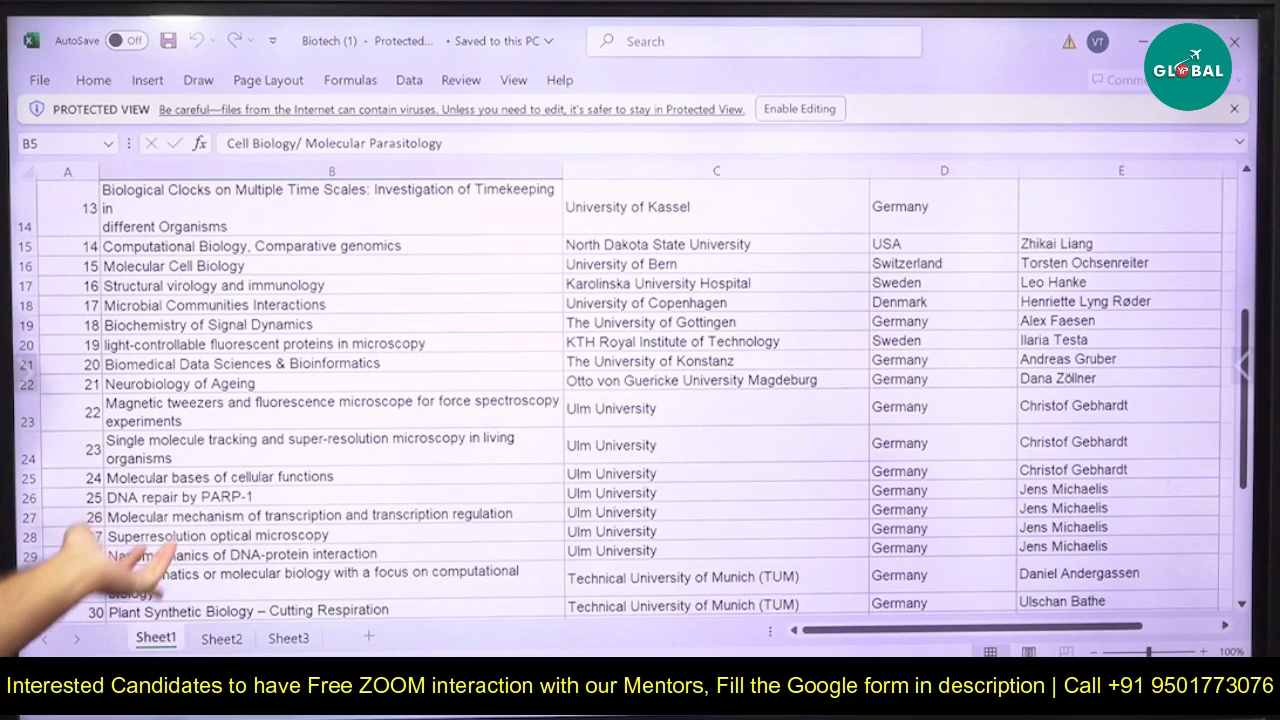 AutoSave Off Biotech (1) - Protected... • Saved to this PC Search VT
GLYPBAL
File Home Insert Draw Page Layout Formulas Data Review View Help
PROTECTED VIEW Be careful—files from the Internet can contain viruses. Unless you need to edit, it's safer to stay in Protected View. Enable Editing
B5 fx Cell Biology/ Molecular Parasitology
A B C D E
14 13 Biological Clocks on Multiple Time Scales: Investigation of Timekeeping
in
different Organisms University of Kassel Germany
15 14 Computational Biology, Comparative genomics North Dakota State University USA Zhikai Liang
16 15 Molecular Cell Biology University of Bern Switzerland Torsten Ochsenreiter
17 16 Structural virology and immunology Karolinska University Hospital Sweden Leo Hanke
18 17 Microbial Communities Interactions University of Copenhagen Denmark Henriette Lyng Røder
19 18 Biochemistry of Signal Dynamics The University of Gottingen Germany Alex Faesen
20 19 light-controllable fluorescent proteins in microscopy KTH Royal Institute of Technology Sweden Ilaria Testa
21 20 Biomedical Data Sciences & Bioinformatics The University of Konstanz Germany Andreas Gruber
22 21 Neurobiology of Ageing Otto von Guericke University Magdeburg Germany Dana Zöllner
23 22 Magnetic tweezers and fluorescence microscope for force spectroscopy
experiments Ulm University Germany Christof Gebhardt
24 23 Single molecule tracking and super-resolution microscopy in living
organisms Ulm University Germany Christof Gebhardt
25 24 Molecular bases of cellular functions Ulm University Germany Christof Gebhardt
26 25 DNA repair by PARP-1 Ulm University Germany Jens Michaelis
27 26 Molecular mechanism of transcription and transcription regulation Ulm University Germany Jens Michaelis
28 7 Superresolution optical microscopy Ulm University Germany Jens Michaelis
29 of DNA-protein interaction Ulm University Germany Jens Michaelis
or molecular biology with a focus on computational
biology Technical University of Munich (TUM) Germany Daniel Andergassen
30 Plant Synthetic Biology – Cutting Respiration Technical University of Munich (TUM) Germany Ulschan Bathe
Sheet1 Sheet2 Sheet3 +
100%
Interested Candidates to have Free ZOOM interaction with our Mentors, Fill the Google form in description | Call +91 9501773076